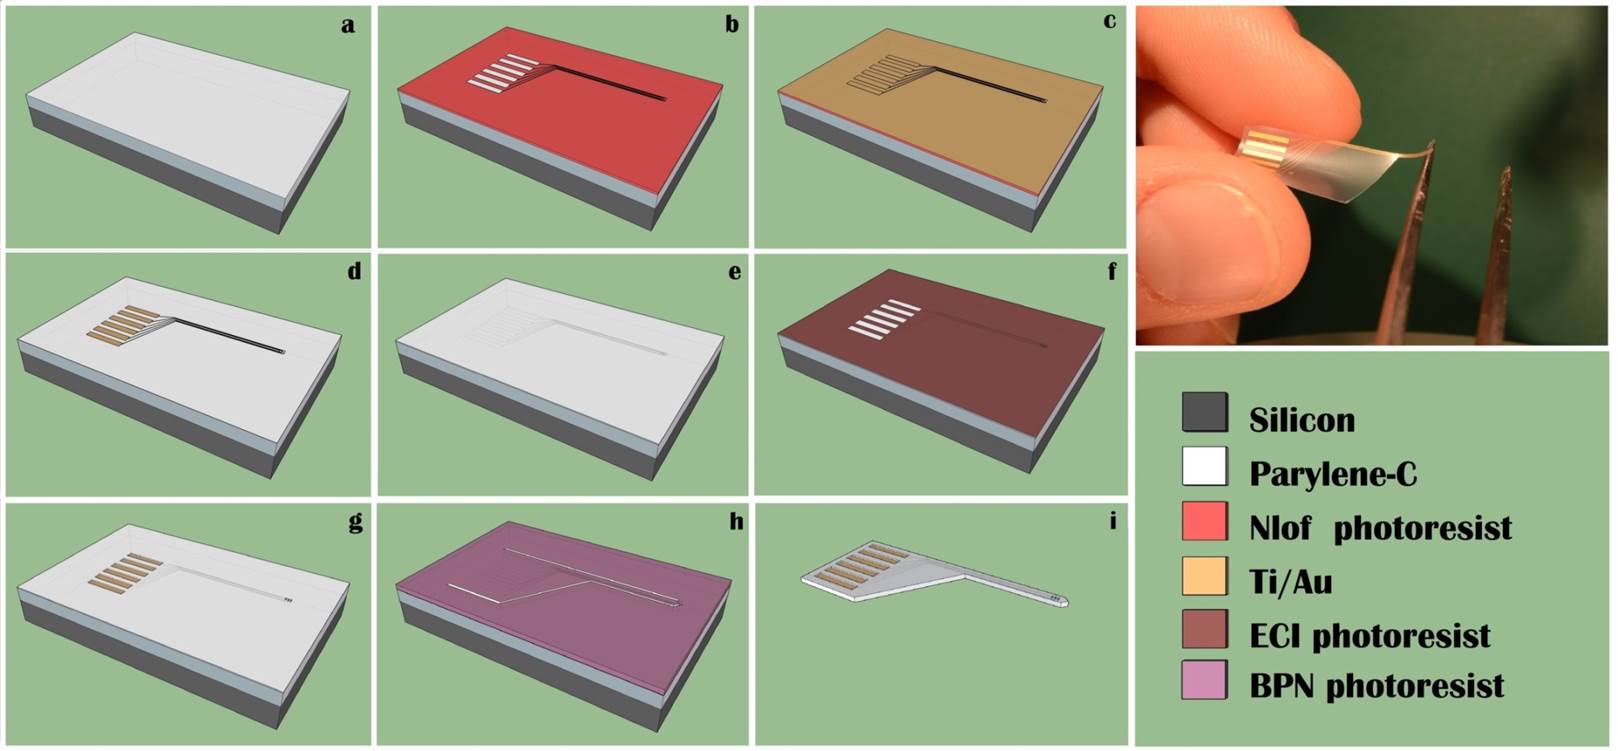 a
b
c
d
e
f
g
h
i
Silicon
Parylene-C
Nlof photoresist
Ti/Au
ECI photoresist
BPN photoresist